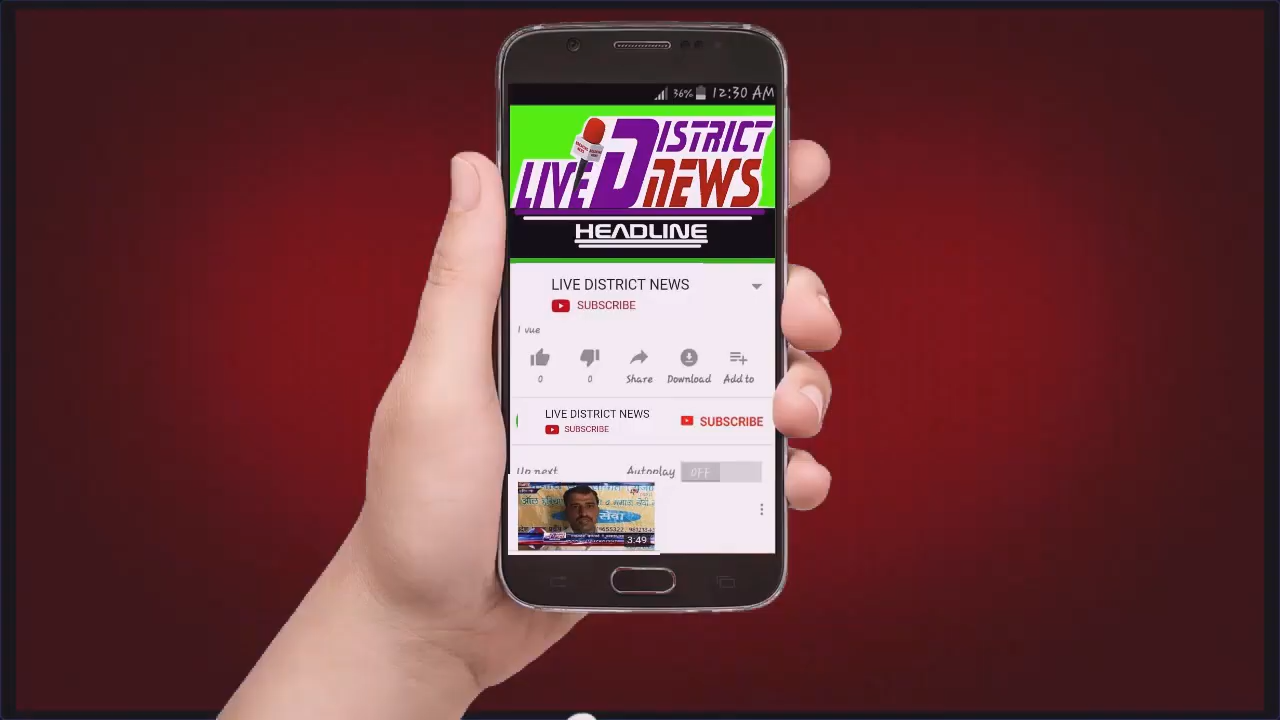 36% 12:30 AM
LIVE DISTRICT NEWS
HEADLINE
LIVE DISTRICT NEWS
SUBSCRIBE
1 vue
0 0 Share Download Add to
LIVE DISTRICT NEWS
SUBSCRIBE
SUBSCRIBE
Up next Autoplay OFF
सेवा
3:49